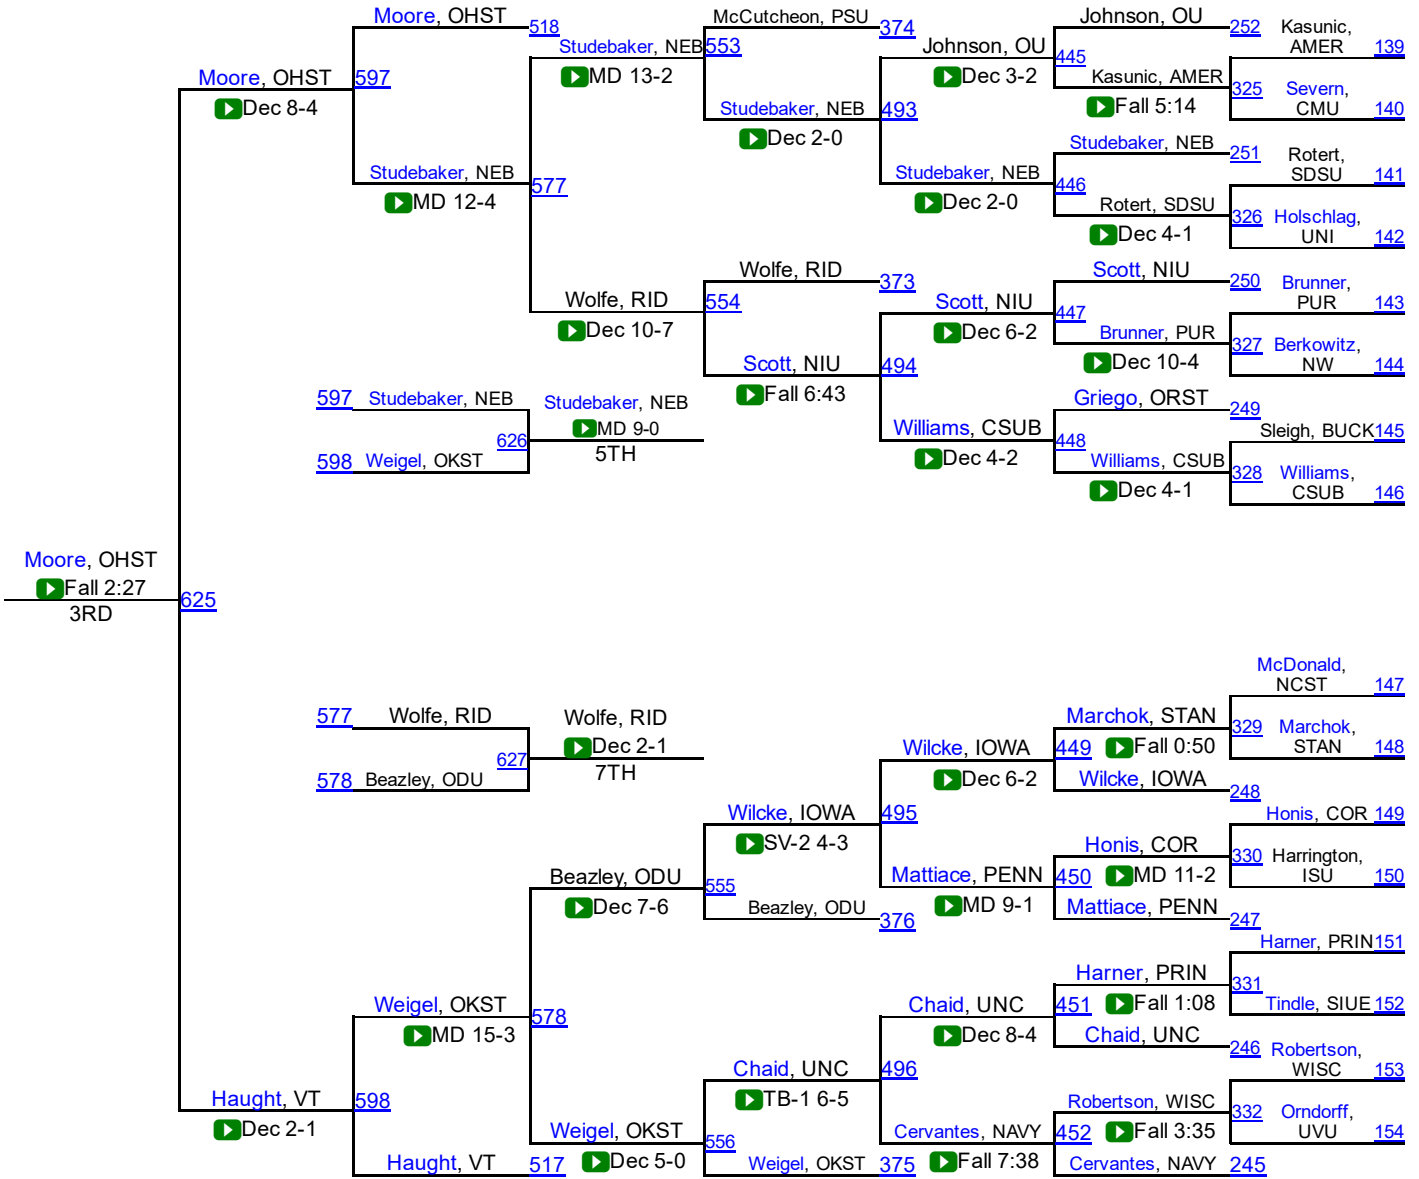 Moore, OHST
518
McCutcheon, PSU
374
Johnson, OU
252
Kasunic,
AMER
139
Studebaker, NEB
553
MD 13-2
Johnson, OU
445
Dec 3-2
Kasunic, AMER
325
Fall 5:14
Severn,
CMU
140
Moore, OHST
597
Dec 8-4
Studebaker, NEB
493
Dec 2-0
Studebaker, NEB
251
Rotert,
SDSU
141
Studebaker, NEB
577
MD 12-4
Studebaker, NEB
446
Dec 2-0
Rotert, SDSU
326
Dec 4-1
Holschlag,
UNI
142
Wolfe, RID
373
Scott, NIU
250
Brunner,
PUR
143
Wolfe, RID
554
Dec 10-7
Scott, NIU
447
Dec 6-2
Brunner, PUR
327
Dec 10-4
Berkowitz,
NW
144
Scott, NIU
494
Fall 6:43
597
Studebaker, NEB
Studebaker, NEB
MD 9-0
5TH
626
598
Weigel, OKST
Griego, ORST
249
Sleigh, BUCK
145
Williams, CSUB
448
Dec 4-2
Williams, CSUB
328
Dec 4-1
Williams,
CSUB
146
Moore, OHST
Fall 2:27
3RD
625
McDonald,
NCST
147
577
Wolfe, RID
Wolfe, RID
Dec 2-1
7TH
627
578
Beazley, ODU
Marchok, STAN
329
Fall 0:50
Marchok,
STAN
148
Wilcke, IOWA
449
Dec 6-2
Wilcke, IOWA
248
Wilcke, IOWA
495
SV-2 4-3
Honis, COR
149
Honis, COR
330
MD 11-2
Harrington,
ISU
150
Beazley, ODU
555
Dec 7-6
Mattiace, PENN
450
MD 9-1
Mattiace, PENN
247
Beazley, ODU
376
Harner, PRIN
151
Harner, PRIN
331
Fall 1:08
Tindle, SIUE
152
Weigel, OKST
578
MD 15-3
Chaid, UNC
451
Dec 8-4
Chaid, UNC
246
Robertson,
WISC
153
Chaid, UNC
496
TB-1 6-5
Haught, VT
598
Dec 2-1
Robertson, WISC
332
Fall 3:35
Orndorff,
UVU
154
Weigel, OKST
556
Dec 5-0
Cervantes, NAVY
452
Fall 7:38
Haught, VT
517
Weigel, OKST
375
Cervantes, NAVY
245